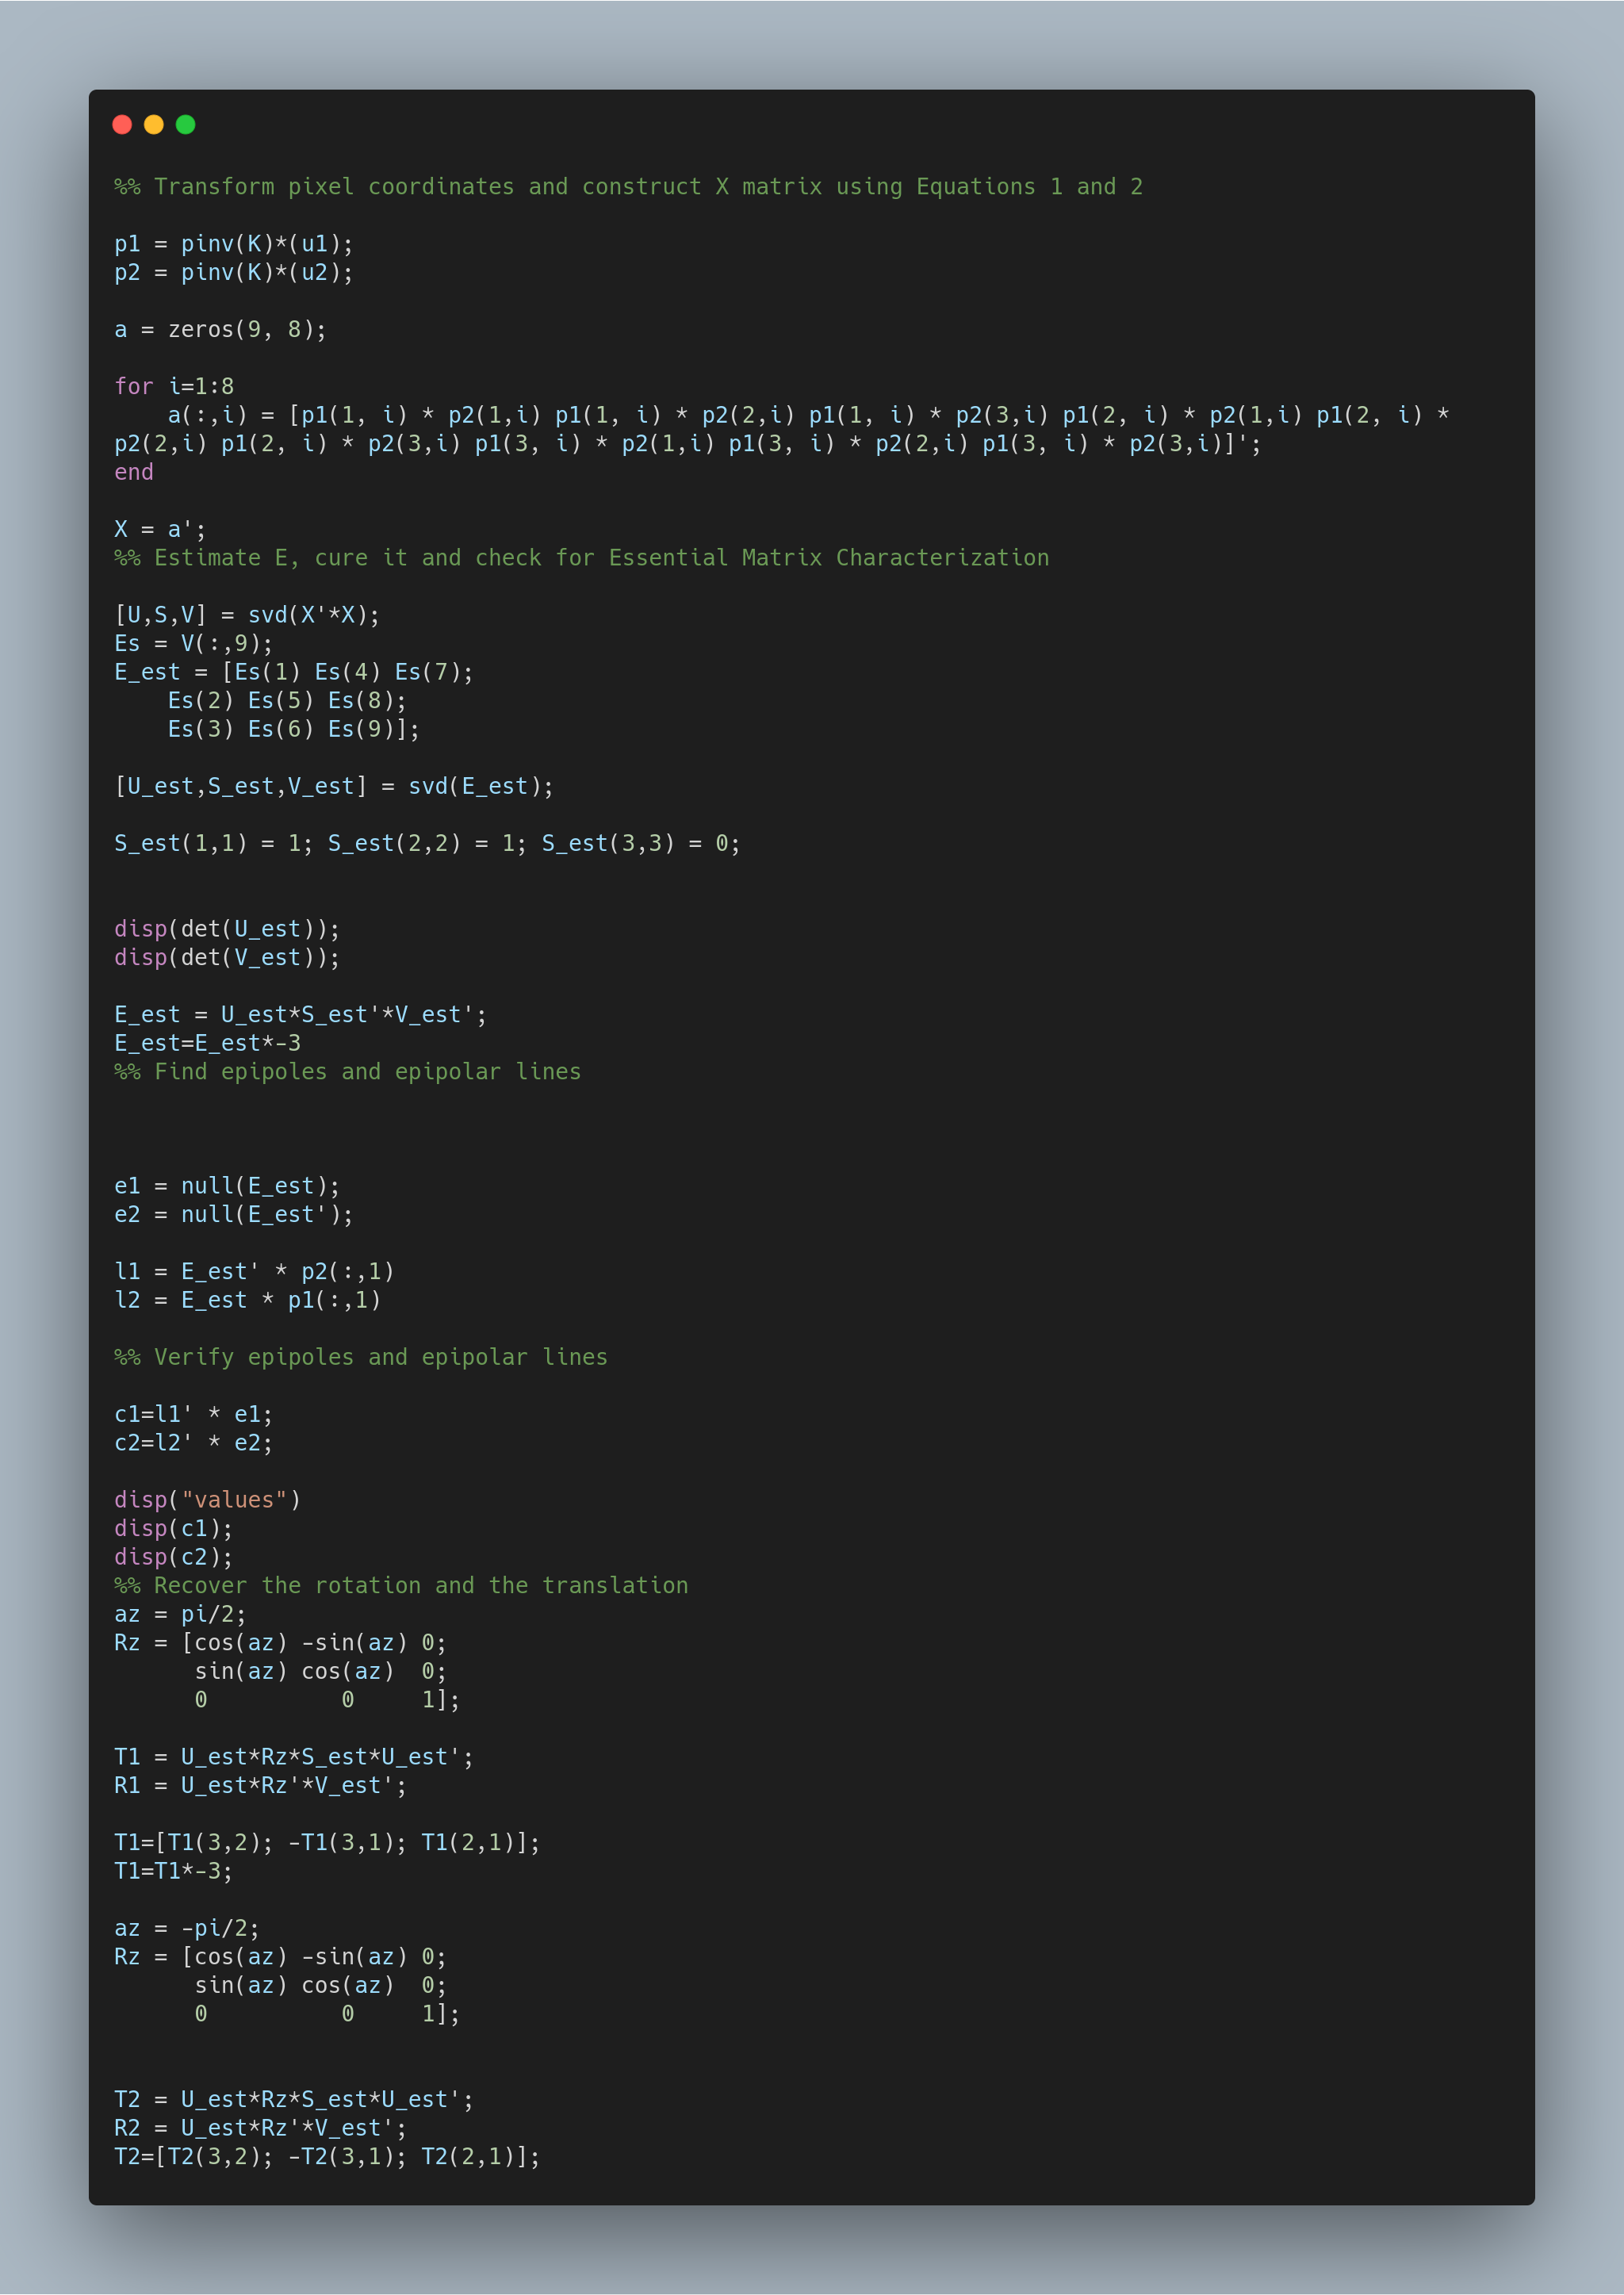 %% Transform pixel coordinates and construct X matrix using Equations 1 and 2
p1 = pinv(K)*(u1);
p2 = pinv(K)*(u2);
a = zeros(9, 8);
for i=1:8
    a(:,i) = [p1(1, i) * p2(1,i) p1(1, i) * p2(2,i) p1(1, i) * p2(3,i) p1(2, i) * p2(1,i) p1(2, i) *
p2(2,i) p1(2, i) * p2(3,i) p1(3, i) * p2(1,i) p1(3, i) * p2(2,i) p1(3, i) * p2(3,i)]';
end
X = a';
%% Estimate E, cure it and check for Essential Matrix Characterization
[U,S,V] = svd(X'*X);
Es = V(:,9);
E_est = [Es(1) Es(4) Es(7);
    Es(2) Es(5) Es(8);
    Es(3) Es(6) Es(9)];
[U_est,S_est,V_est] = svd(E_est);
S_est(1,1) = 1; S_est(2,2) = 1; S_est(3,3) = 0;
disp(det(U_est));
disp(det(V_est));
E_est = U_est*S_est'*V_est';
E_est=E_est*-3
%% Find epipoles and epipolar lines
e1 = null(E_est);
e2 = null(E_est');
l1 = E_est' * p2(:,1)
l2 = E_est * p1(:,1)
%% Verify epipoles and epipolar lines
c1=l1' * e1;
c2=l2' * e2;
disp("values")
disp(c1);
disp(c2);
%% Recover the rotation and the translation
az = pi/2;
Rz = [cos(az) -sin(az) 0;
      sin(az) cos(az)  0;
      0          0     1];
T1 = U_est*Rz*S_est*U_est';
R1 = U_est*Rz'*V_est';
T1=[T1(3,2); -T1(3,1); T1(2,1)];
T1=T1*-3;
az = -pi/2;
Rz = [cos(az) -sin(az) 0;
      sin(az) cos(az)  0;
      0          0     1];
T2 = U_est*Rz*S_est*U_est';
R2 = U_est*Rz'*V_est';
T2=[T2(3,2); -T2(3,1); T2(2,1)];